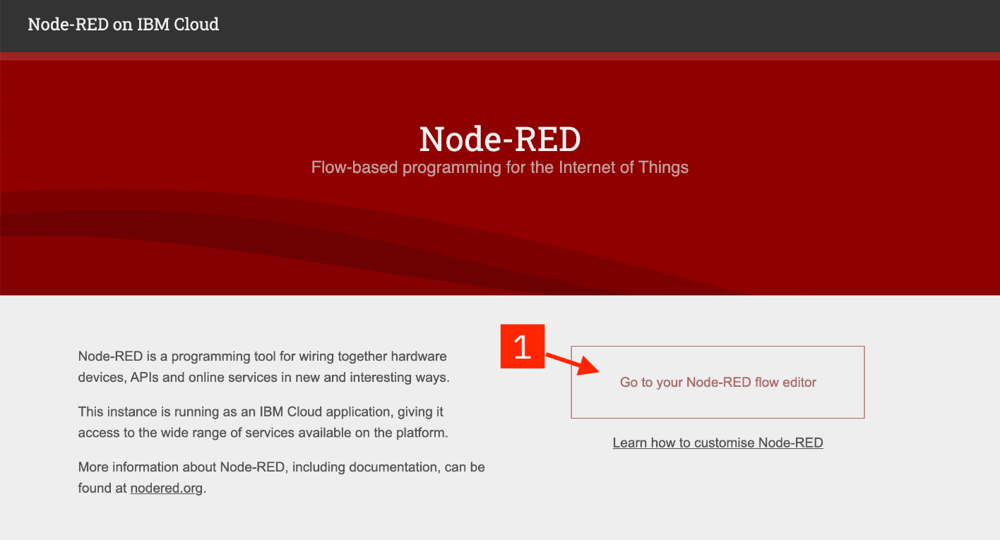 Node-RED on IBM Cloud
Node-RED
Flow-based programming for the Internet of Things
Node-RED is a programming tool for wiring together hardware
devices, APIs and online services in new and interesting ways.
This instance is running as an IBM Cloud application, giving it
access to the wide range of services available on the platform.
More information about Node-RED, including documentation, can be
found at nodered.org.
1
Go to your Node-RED flow editor
Learn how to customise Node-RED